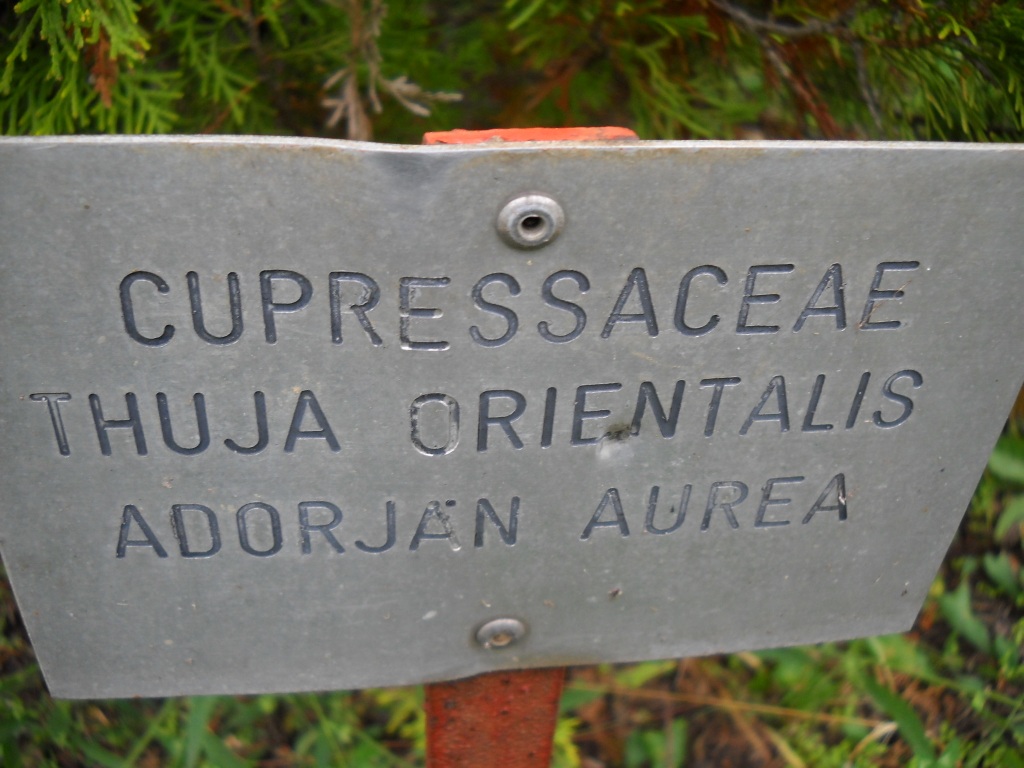 CUPRESSACEAE
THUJA ORIENTALIS
ADORJÁN AUREA